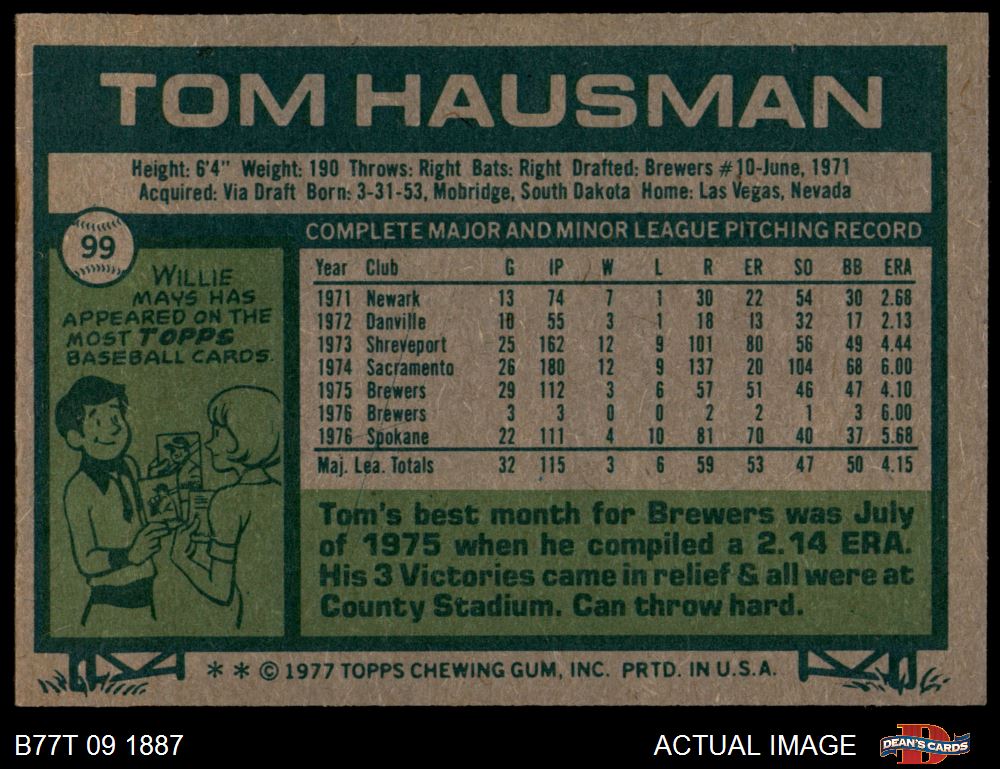 TOM HAUSMAN
Height: 6'4" Weight: 190 Throws: Right Bats: Right Drafted: Brewers #10-June, 1971
Acquired: Via Draft Born: 3-31-53, Mobridge, South Dakota Home: Las Vegas, Nevada
99
WILLIE
MAYS HAS
APPEARED ON THE
MOST TOPPS
BASEBALL CARDS.
COMPLETE MAJOR AND MINOR LEAGUE PITCHING RECORD
Year Club G IP W L R ER SO BB ERA
1971 Newark 13 74 7 1 30 22 54 30 2.68
1972 Danville 10 55 3 1 18 13 32 17 2.13
1973 Shreveport 25 162 12 9 101 80 56 49 4.44
1974 Sacramento 26 180 12 9 137 20 104 68 6.00
1975 Brewers 29 112 3 6 57 51 46 47 4.10
1976 Brewers 3 3 0 0 2 2 1 3 6.00
1976 Spokane 22 111 4 10 81 70 40 37 5.68
Maj. Lea. Totals 32 115 3 6 59 53 47 50 4.15
Tom's best month for Brewers was July
of 1975 when he compiled a 2.14 ERA.
His 3 Victories came in relief & all were at
County Stadium. Can throw hard.
** © 1977 TOPPS CHEWING GUM, INC. PRTD. IN U.S.A.
B77T 09 1887
ACTUAL IMAGE
DEAN'S CARDS